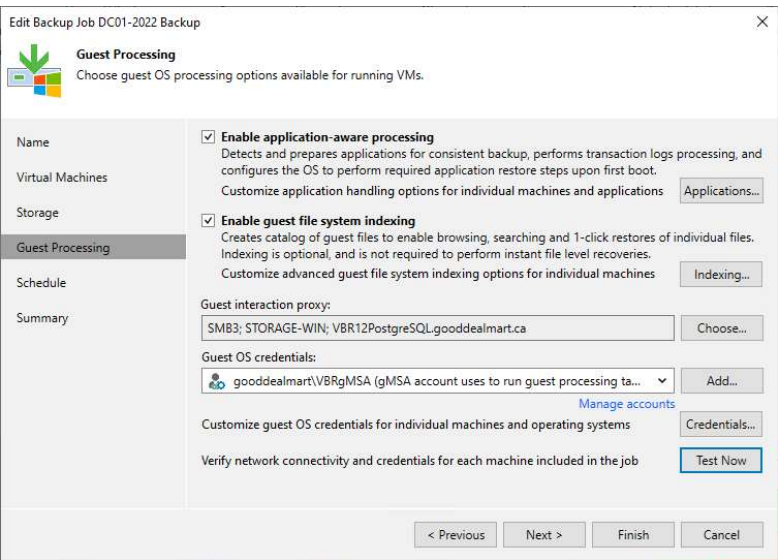 Edit Backup Job DC01-2022 Backup
Guest Processing
Choose guest OS processing options available for running VMs.
Name
Virtual Machines
Storage
Guest Processing
Schedule
Summary
Enable application-aware processing
Detects and prepares applications for consistent backup, performs transaction logs processing, and
configures the OS to perform required application restore steps upon first boot.
Customize application handling options for individual machines and applications
Applications...
Enable guest file system indexing
Creates catalog of guest files to enable browsing, searching and 1-click restores of individual files.
Indexing is optional, and is not required to perform instant file level recoveries.
Customize advanced guest file system indexing options for individual machines
Indexing...
Guest interaction proxy:
SMB3; STORAGE-WIN; VBR12PostgreSQL.gooddealmart.ca
Choose...
Guest OS credentials:
gooddealmart\VBRgMSA (gMSA account uses to run guest processing ta...
Add...
Manage accounts
Customize guest OS credentials for individual machines and operating systems
Credentials...
Verify network connectivity and credentials for each machine included in the job
Test Now
< Previous
Next >
Finish
Cancel